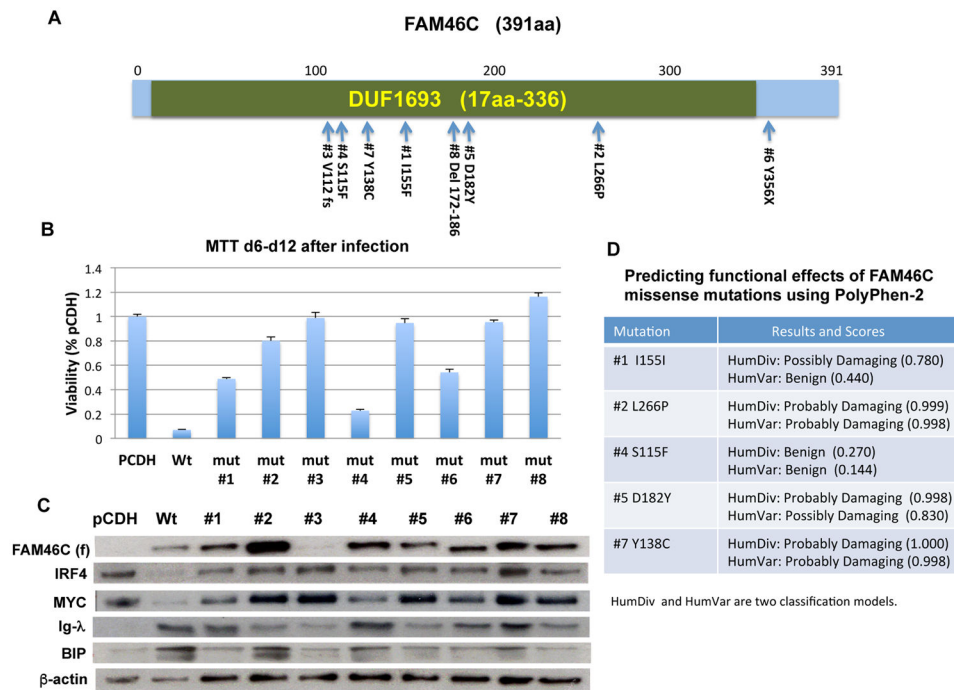 A
FAM46C (391aa)
0 100 200 300 391
DUF1693 (17aa-336)
#3 V112 fs
#4 S115F
#7 Y138C
#1 I155F
#8 Del 172-186
#5 D182Y
#2 L266P
#6 Y356X
B
MTT d6-d12 after infection
Viability (% pCDH)
1.4
1.2
1
0.8
0.6
0.4
0.2
0
PCDH Wt mut mut mut mut mut mut mut mut
#1 #2 #3 #4 #5 #6 #7 #8
C
pCDH Wt #1 #2 #3 #4 #5 #6 #7 #8
FAM46C (f)
IRF4
MYC
Ig-λ
BIP
β-actin
D
Predicting functional effects of FAM46C
missense mutations using PolyPhen-2
Mutation Results and Scores
#1 I155I HumDiv: Possibly Damaging (0.780)
HumVar: Benign (0.440)
#2 L266P HumDiv: Probably Damaging (0.999)
HumVar: Probably Damaging (0.998)
#4 S115F HumDiv: Benign (0.270)
HumVar: Benign (0.144)
#5 D182Y HumDiv: Probably Damaging (0.998)
HumVar: Possibly Damaging (0.830)
#7 Y138C HumDiv: Probably Damaging (1.000)
HumVar: Probably Damaging (0.998)
HumDiv and HumVar are two classification models.